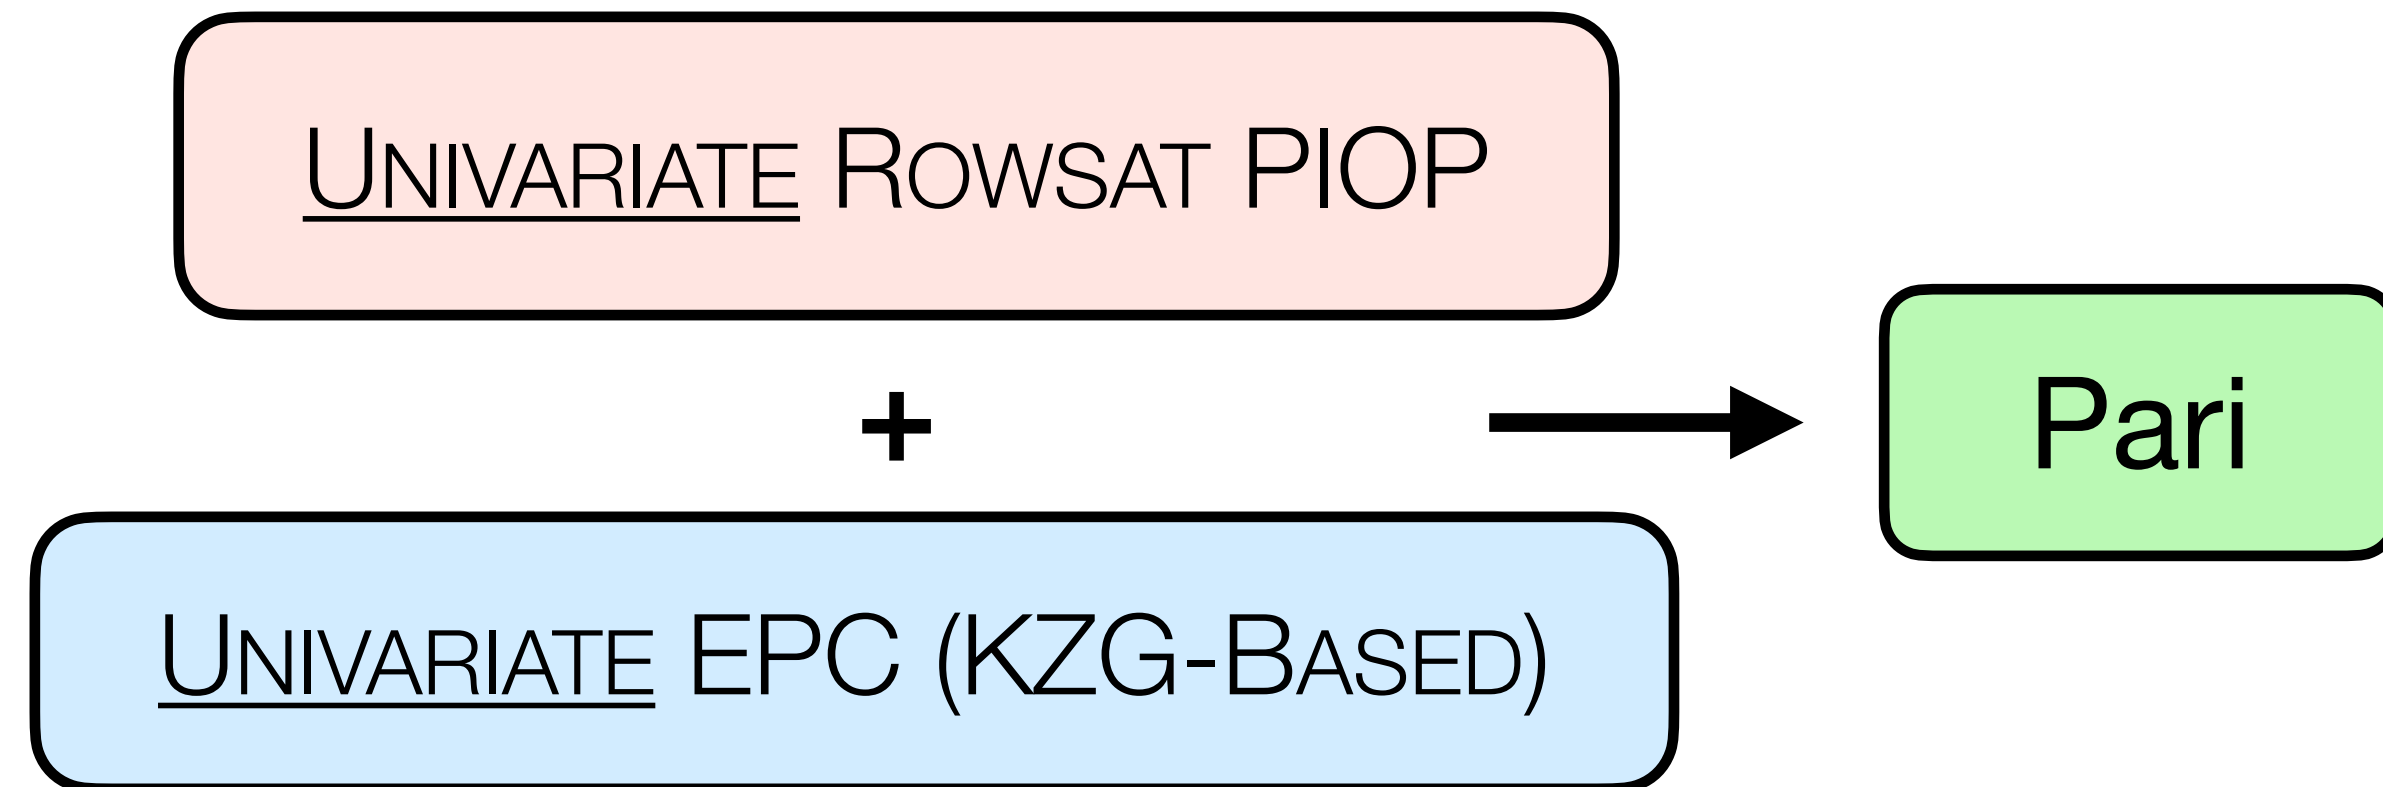 Univariate Rowsat PIOP
+
Pari
Univariate EPC (KZG-Based)